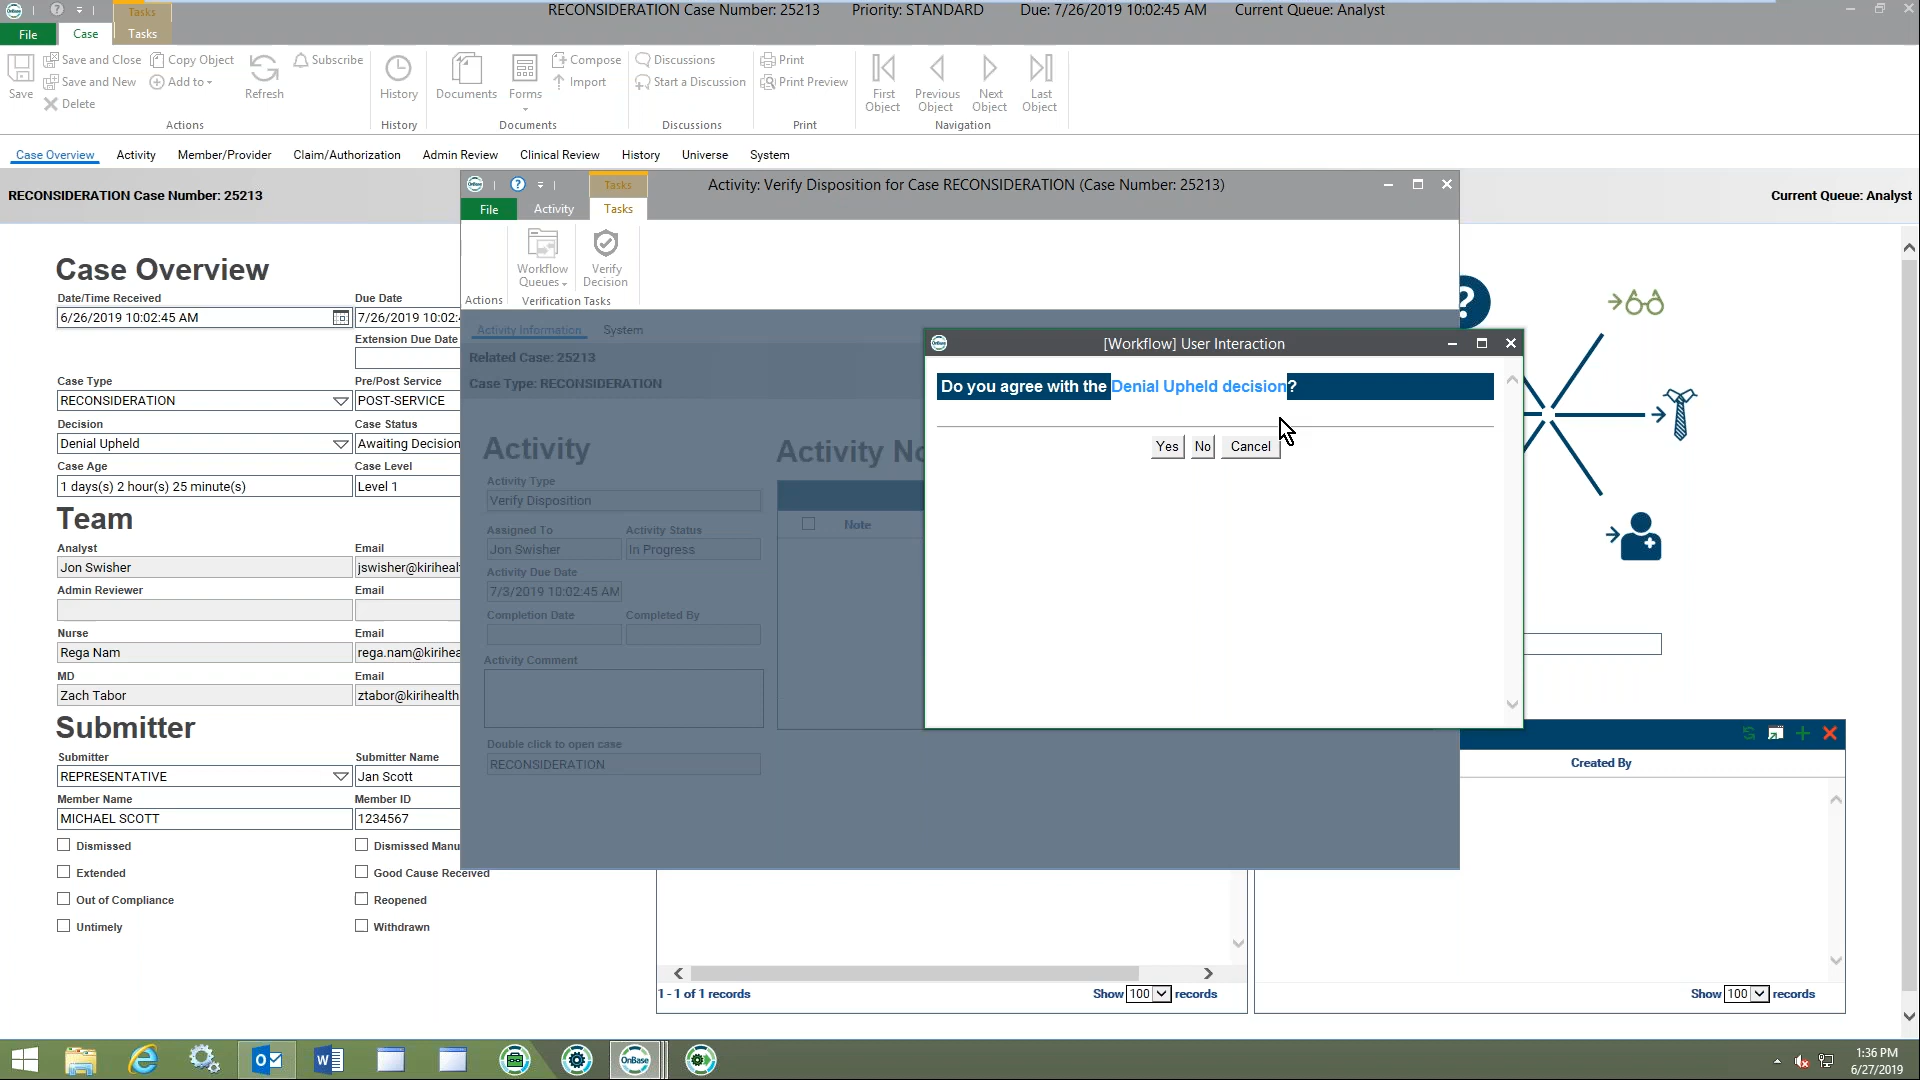 Tasks
RECONSIDERATION Case Number: 25213 Priority: STANDARD Due: 7/26/2019 10:02:45 AM Current Queue: Analyst
File Case Tasks
Save and Close Copy Object Subscribe
Save and New Add to
Delete
Save Refresh History Documents Forms
Compose
Import
Discussions
Start a Discussion
Print
Print Preview
First Object Previous Object Next Object Last Object
Actions History Documents Discussions Print Navigation
Case Overview Activity Member/Provider Claim/Authorization Admin Review Clinical Review History Universe System
RECONSIDERATION Case Number: 25213
Current Queue: Analyst
Case Overview
Date/Time Received Due Date
6/26/2019 10:02:45 AM 7/26/2019 10:02:
Extension Due Date
Case Type Pre/Post Service
RECONSIDERATION POST-SERVICE
Decision Case Status
Denial Upheld Awaiting Decision
Case Age Case Level
1 days(s) 2 hour(s) 25 minute(s) Level 1
Team
Analyst Email
Jon Swisher jswisher@kiriheal
Admin Reviewer Email
Nurse Email
Rega Nam rega.nam@kirihea
MD Email
Zach Tabor ztabor@kirihealth
Submitter
Submitter Submitter Name
REPRESENTATIVE Jan Scott
Member Name Member ID
MICHAEL SCOTT 1234567
Dismissed Dismissed Manu
Extended Good Cause Received
Out of Compliance Reopened
Untimely Withdrawn
Tasks
Activity: Verify Disposition for Case RECONSIDERATION (Case Number: 25213)
File Activity Tasks
Workflow Queues
Verify Decision
Actions Verification Tasks
Activity Information System
Related Case: 25213
Case Type: RECONSIDERATION
Activity
Activity No
Activity Type
Verify Disposition
Note
Assigned To Activity Status
Jon Swisher In Progress
Activity Due Date
7/3/2019 10:02:45 AM
Completion Date Completed By
Activity Comment
Double click to open case
RECONSIDERATION
[Workflow] User Interaction
Do you agree with the Denial Upheld decision?
Yes No Cancel
?
Created By
1 - 1 of 1 records Show 100 records
Show 100 records
OnBase
1:36 PM
6/27/2019